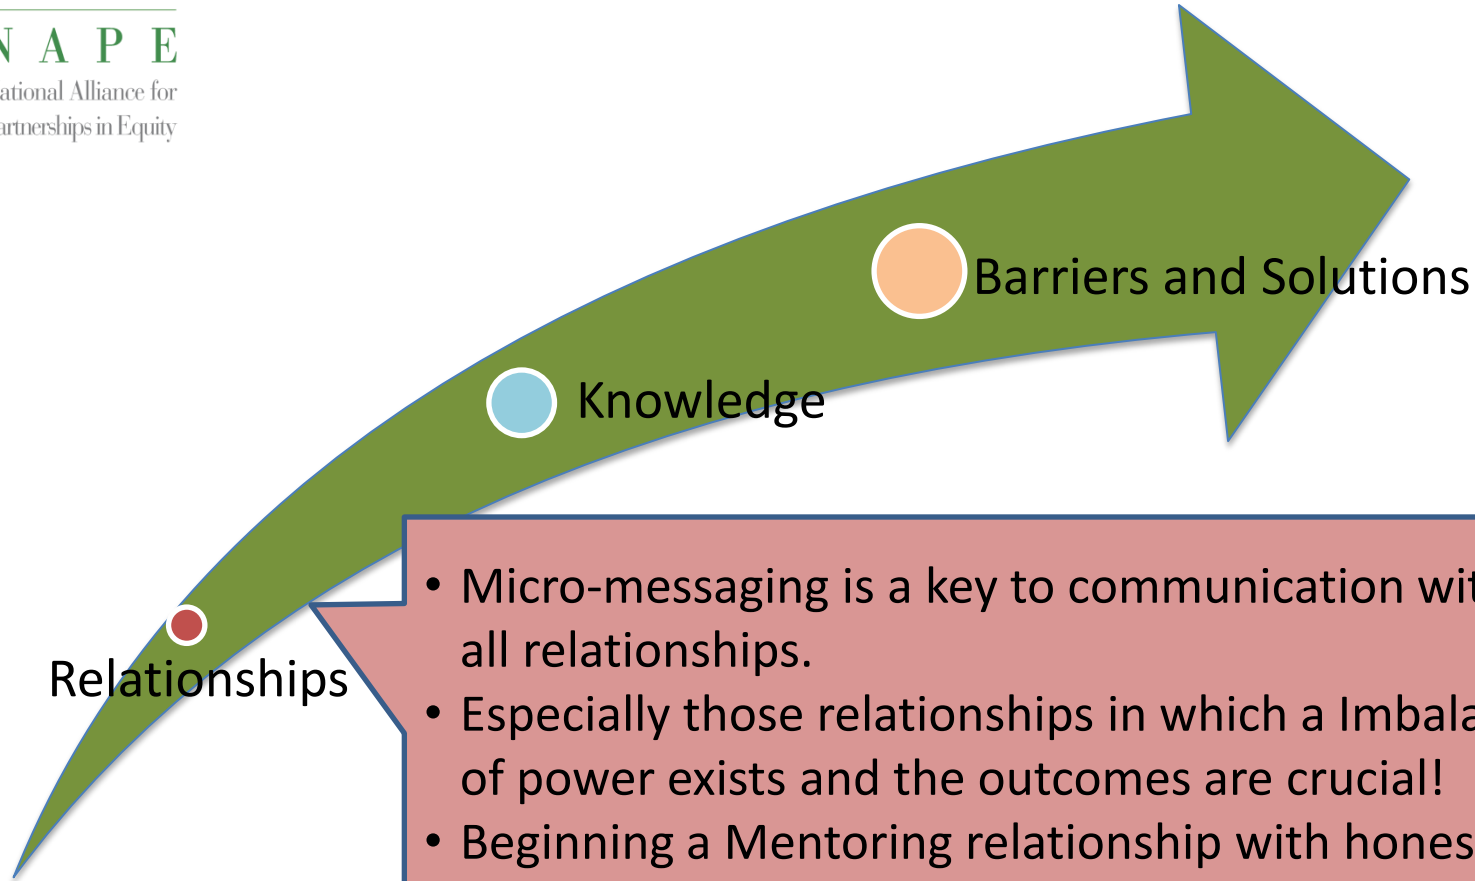 N A P E
ational Alliance for
artnerships in Equity
Barriers and Solutions
Knowledge
Relationships
• Micro-messaging is a key to communication wit
all relationships.
• Especially those relationships in which a Imbala
of power exists and the outcomes are crucial!
• Beginning a Mentoring relationship with hones